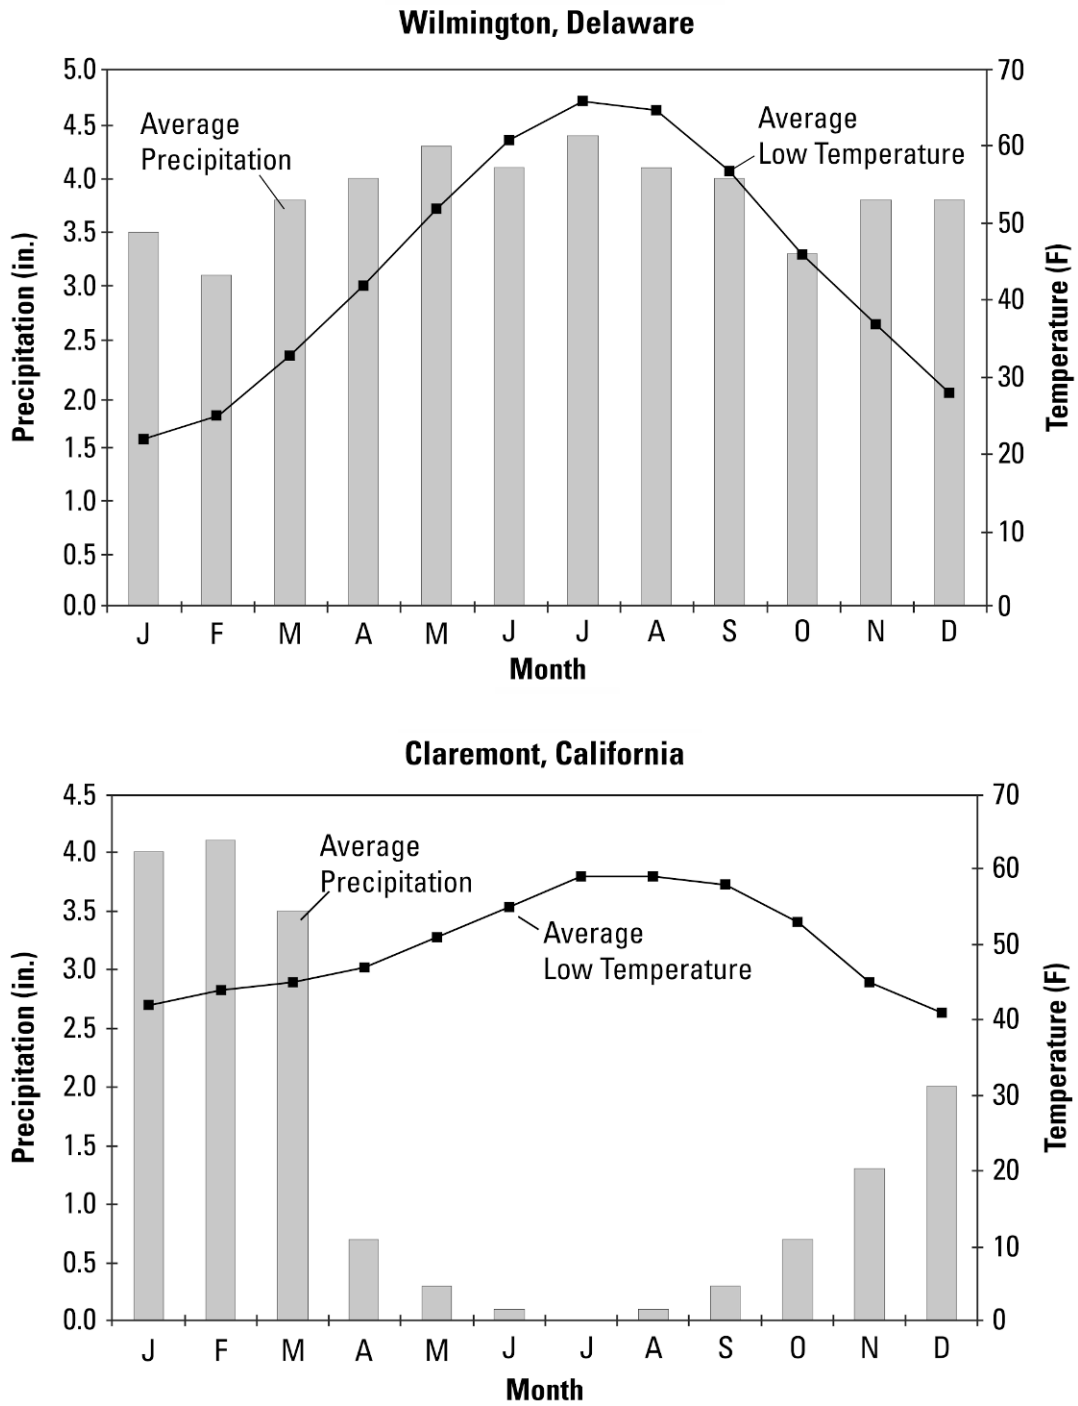 Wilmington, Delaware
5.0
4.5
4.0
3.5
3.0
2.5
2.0
1.5
1.0
0.5
0.0
Precipitation (in.)
Average
Precipitation
Average
Low Temperature
70
60
50
40
30
20
10
0
Temperature (F)
J F M A M J J A S O N D
Month
Claremont, California
4.5
4.0
3.5
3.0
2.5
2.0
1.5
1.0
0.5
0.0
Precipitation (in.)
Average
Precipitation
Average
Low Temperature
70
60
50
40
30
20
10
0
Temperature (F)
J F M A M J J A S O N D
Month